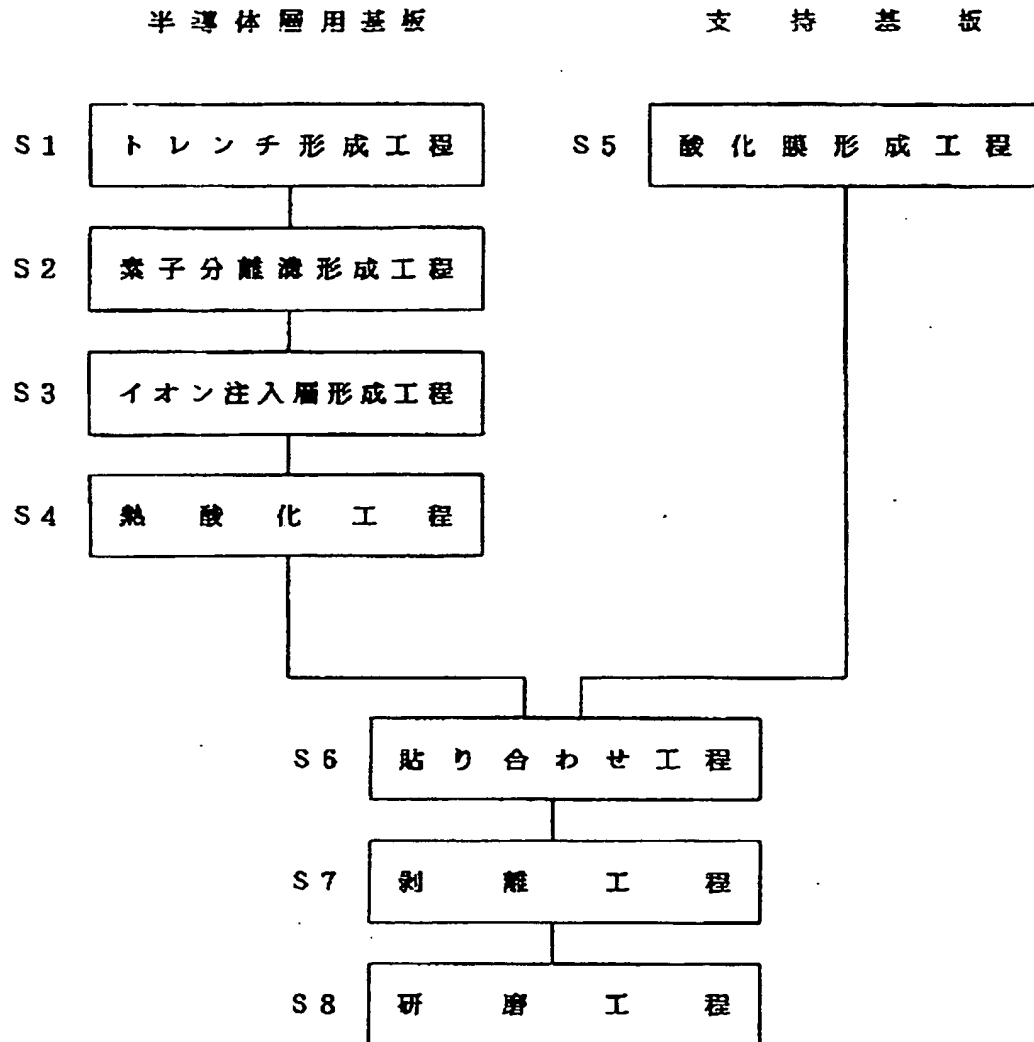 半導体層用基板
支持基板
S1 トレンチ形成工程
S5 酸化膜形成工程
S2 素子分離溝形成工程
S3 イオン注入層形成工程
S4 熱酸化工程
S6 貼り合わせ工程
S7 剥離工程
S8 研磨工程